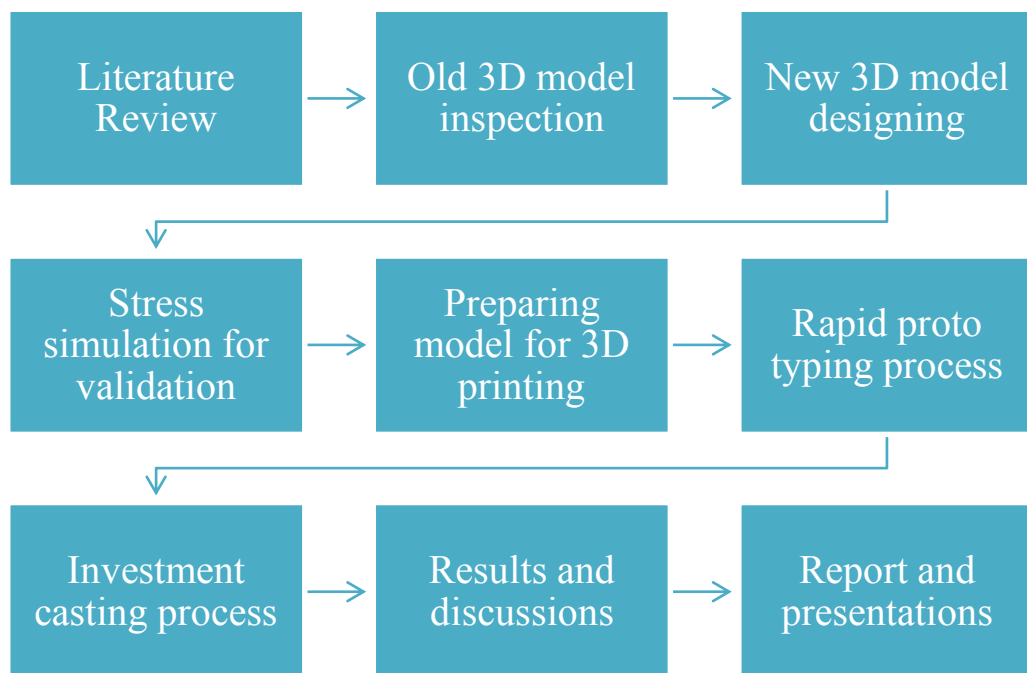 Literature
Review
Old 3D model
inspection
New 3D model
designing
Stress
simulation for
validation
Preparing
model for 3D
printing
Rapid proto
typing process
Investment
casting process
Results and
discussions
Report and
presentations